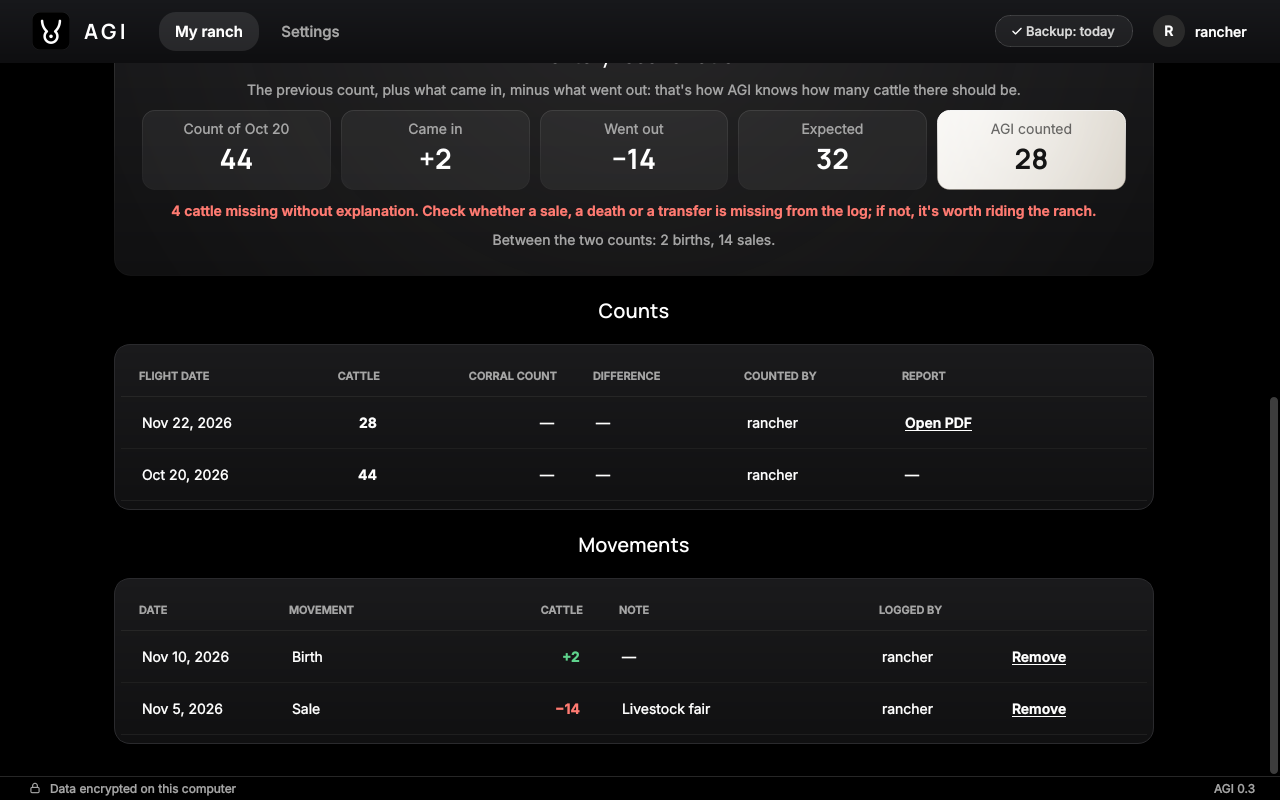 AGI
My ranch
Settings
✓ Backup: today
R
rancher
The previous count, plus what came in, minus what went out: that's how AGI knows how many cattle there should be.
Count of Oct 20
44
Came in
+2
Went out
−14
Expected
32
AGI counted
28
4 cattle missing without explanation. Check whether a sale, a death or a transfer is missing from the log; if not, it's worth riding the ranch.
Between the two counts: 2 births, 14 sales.
Counts
FLIGHT DATE CATTLE CORRAL COUNT DIFFERENCE COUNTED BY REPORT
Nov 22, 2026 28 — — rancher Open PDF
Oct 20, 2026 44 — — rancher —
Movements
DATE MOVEMENT CATTLE NOTE LOGGED BY
Nov 10, 2026 Birth +2 — rancher Remove
Nov 5, 2026 Sale −14 Livestock fair rancher Remove
Data encrypted on this computer
AGI 0.3